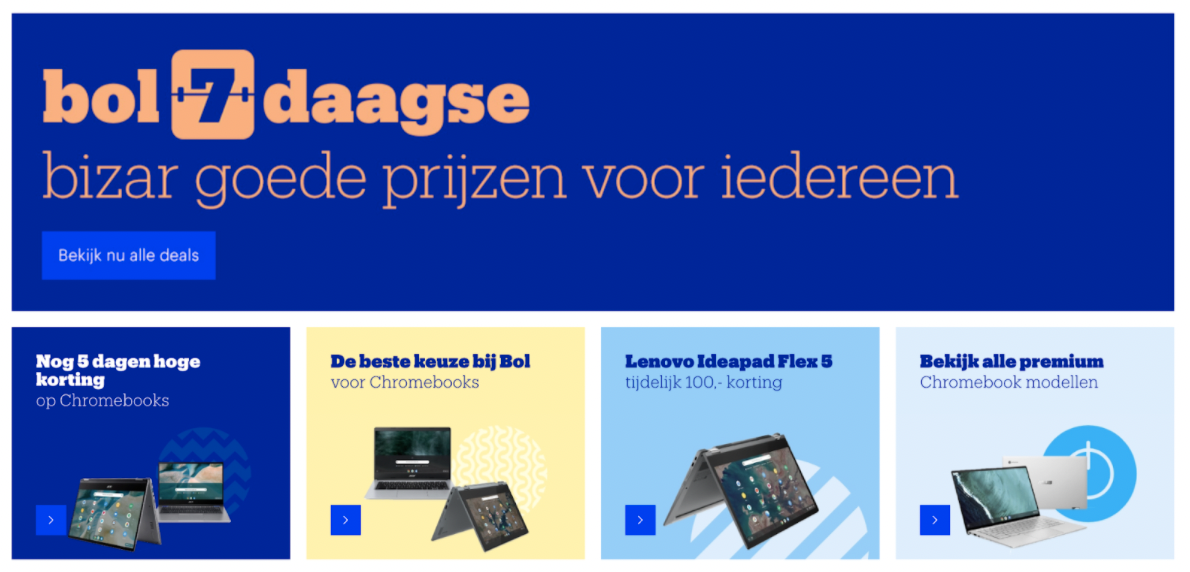 bol 7 daagse
bizar goede prijzen voor iedereen
Bekijk nu alle deals
Nog 5 dagen hoge
korting
op Chromebooks
De beste keuze bij Bol
voor Chromebooks
Lenovo Ideapad Flex 5
tijdelijk 100,- korting
Bekijk alle premium
Chromebook modellen